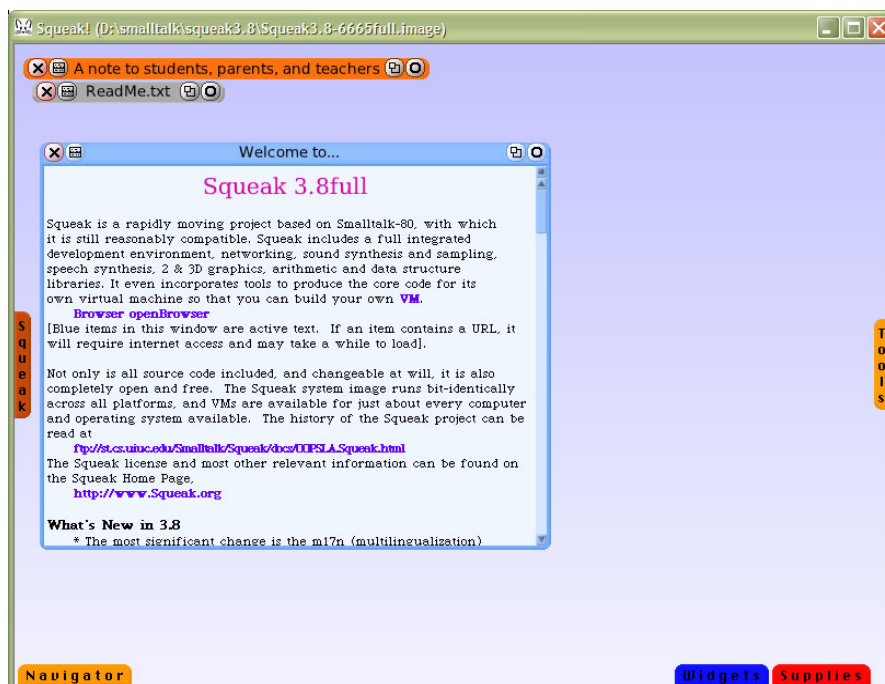 Squeak! (D:\smalltalk\squeak3.8\Squeak3.8-6665full.image)
A note to students, parents, and teachers
ReadMe.txt
Welcome to...
Squeak 3.8full
Squeak is a rapidly moving project based on Smalltalk-80, with which
it is still reasonably compatible. Squeak includes a full integrated
development environment, networking, sound synthesis and sampling,
speech synthesis, 2 & 3D graphics, arithmetic and data structure
libraries. It even incorporates tools to produce the core code for its
own virtual machine so that you can build your own VM.
Browser openBrowser
[Blue items in this window are active text.  If an item contains a URL, it
will require internet access and may take a while to load].
Not only is all source code included, and changeable at will, it is also
completely open and free.  The Squeak system image runs bit-identically
across all platforms, and VMs are available for just about every computer
and operating system available.  The history of the Squeak project can be
read at
ftp://st.cs.uiuc.edu/Smalltalk/Squeak/docs/OOPSLA.Squeak.html
The Squeak license and most other relevant information can be found on
the Squeak Home Page,
http://www.Squeak.org
What's New in 3.8
* The most significant change is the m17n (multilingualization)
Squeak
Tools
Navigator
Widgets
Supplies